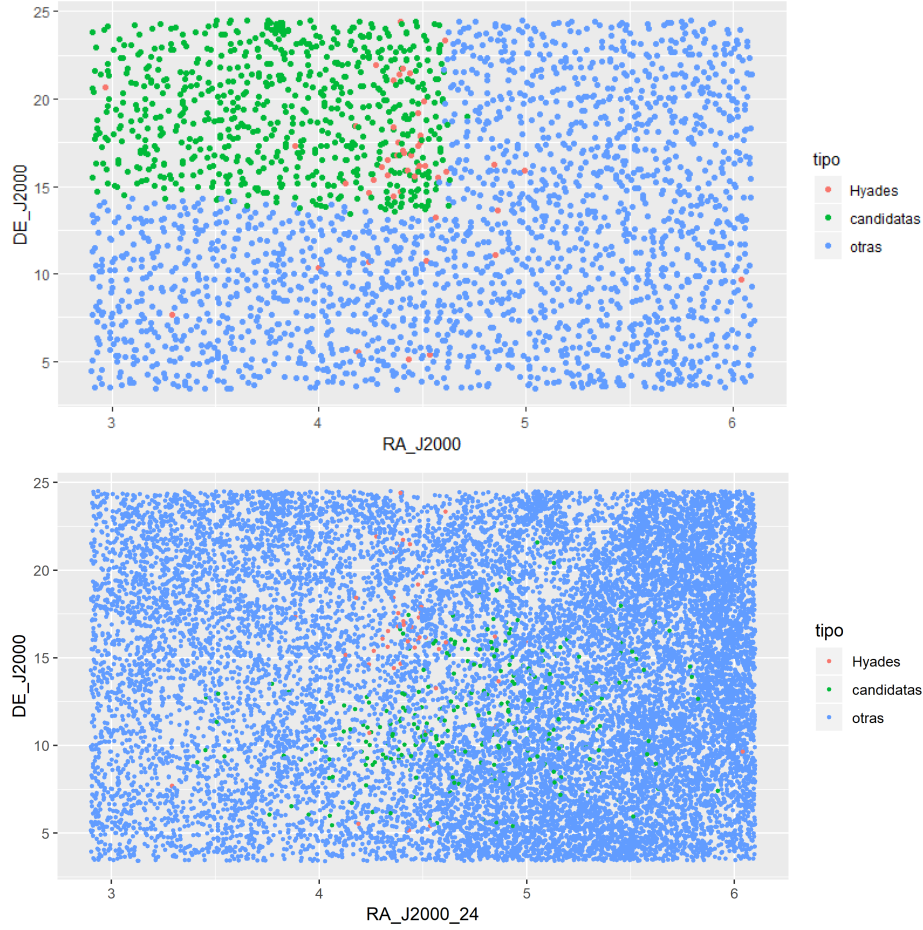 25
20
15
10
5
DE_J2000
3
4
5
6
RA_J2000
tipo
Hyades
candidatas
otras
25
20
15
10
5
DE_J2000
3
4
5
6
RA_J2000_24
tipo
Hyades
candidatas
otras